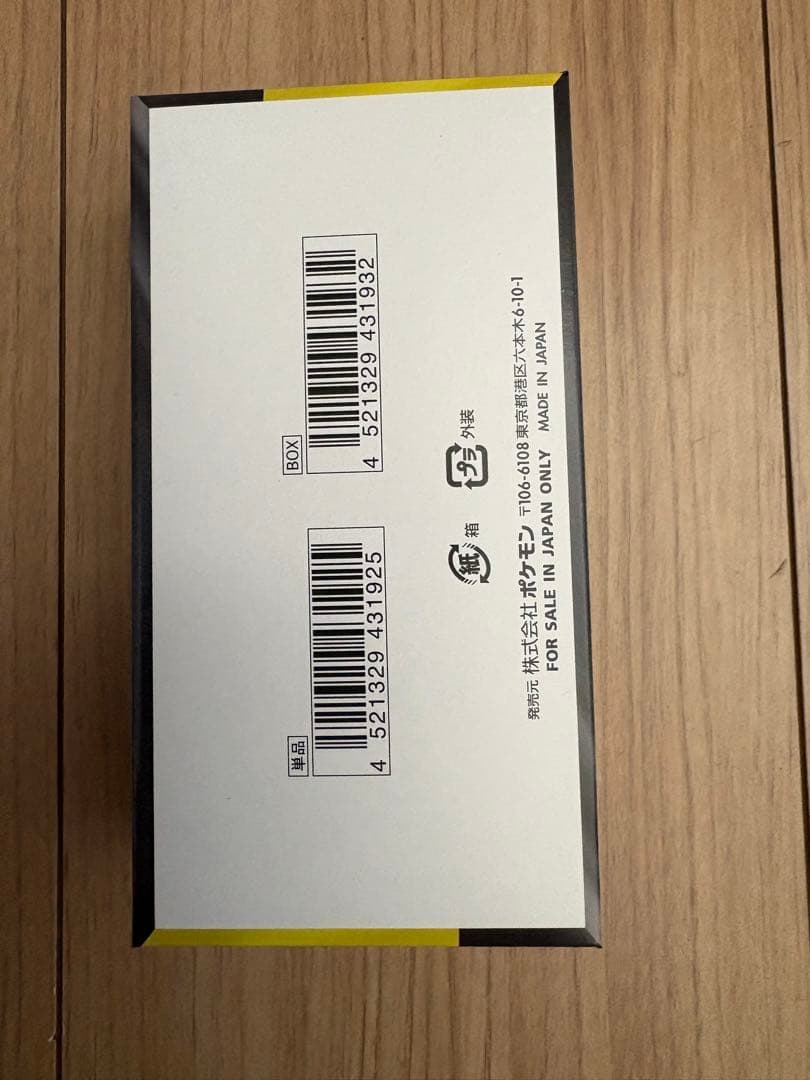 単品
4 521329 431925
BOX
4 521329 431932
紙 箱
プラ 外装
発売元 株式会社ポケモン 〒106-6108 東京都港区六本木6-10-1
FOR SALE IN JAPAN ONLY MADE IN JAPAN